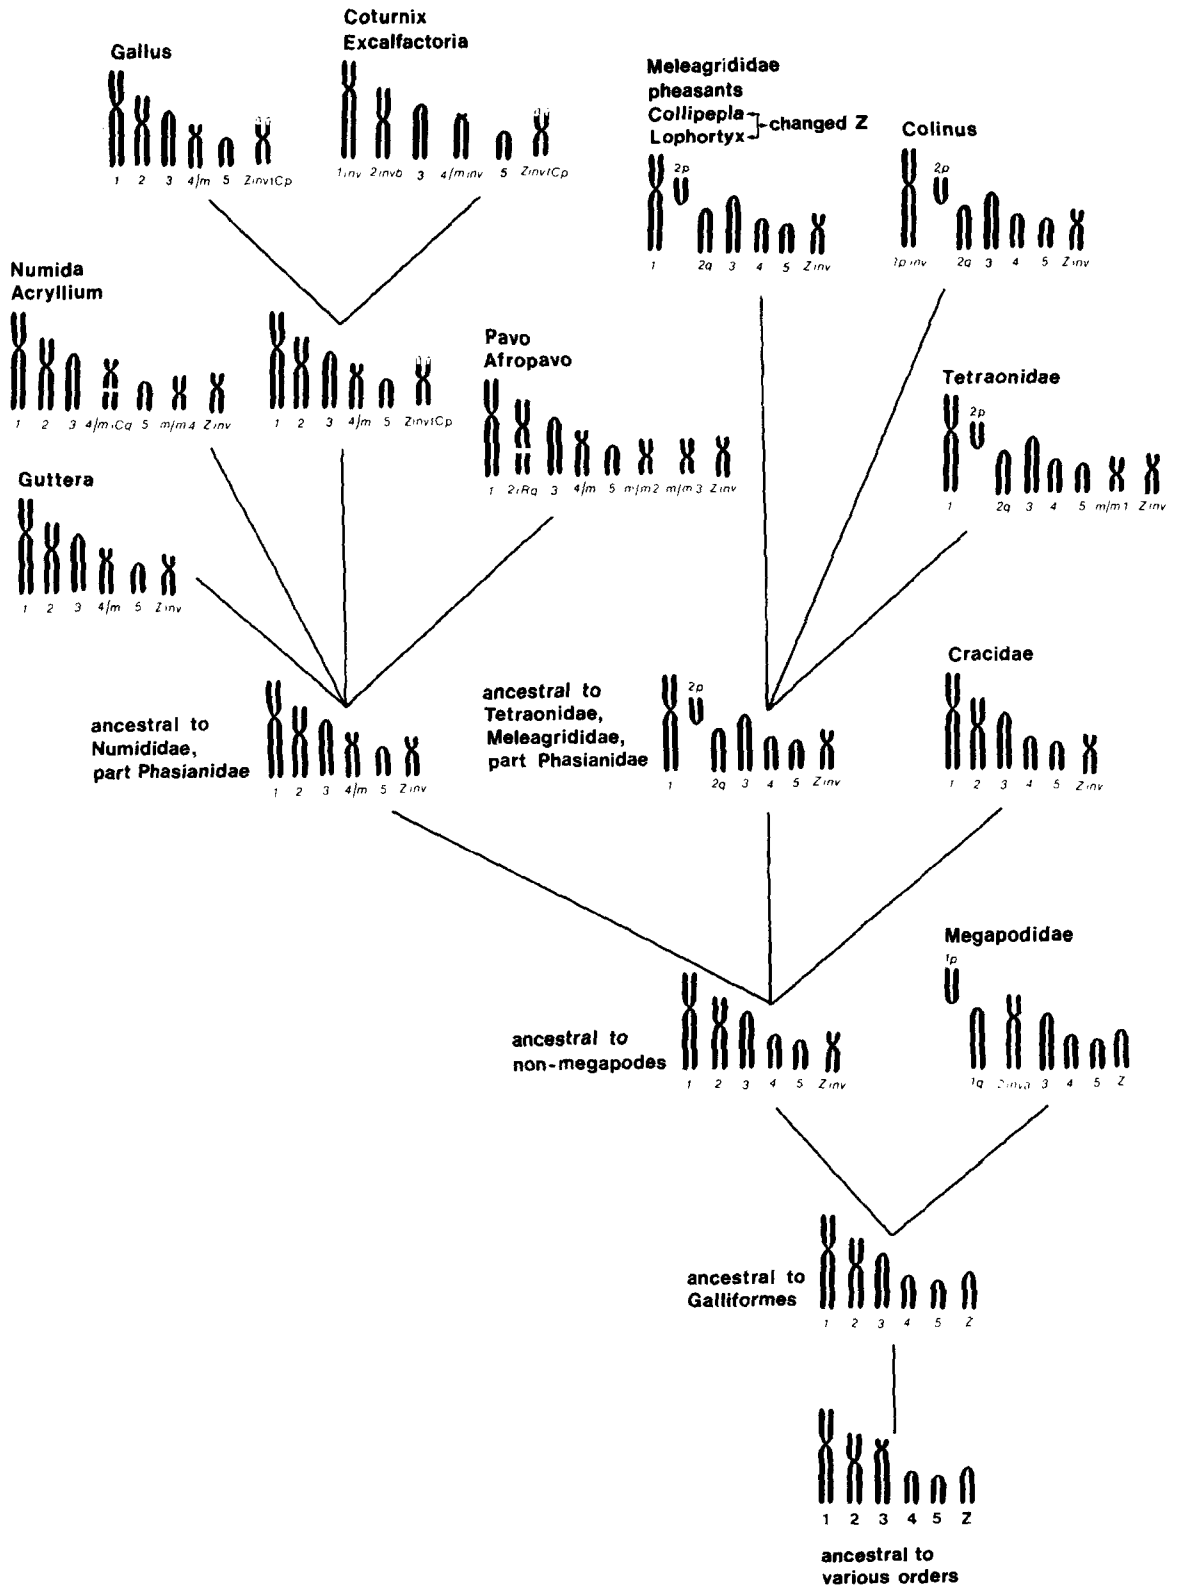 Coturnix
Excalfactoria
Gallus
1 2 3 4/m 5 ZinvtCp
1inv 2invb 3 4/minv 5 ZinvtCp
Meleagrididae
pheasants
Collipepla
Lophortyx
changed Z
2p
1 2q 3 4 5 Zinv
Colinus
2p
1pinv 2q 3 4 5 Zinv
Numida
Acryllium
1 2 3 4/miCq 5 m/m4 Zinv
1 2 3 4/m 5 ZinvtCp
Pavo
Afropavo
1 2iRq 3 4/m 5 m/m2 m/m3 Zinv
Tetraonidae
2p
1 2q 3 4 5 m/m1 Zinv
Guttera
1 2 3 4/m 5 Zinv
ancestral to
Numididae,
part Phasianidae
1 2 3 4/m 5 Zinv
ancestral to
Tetraonidae,
Meleagrididae,
part Phasianidae
2p
1 2q 3 4 5 Zinv
Cracidae
1 2 3 4 5 Zinv
ancestral to
non-megapodes
1 2 3 4 5 Zinv
Megapodidae
1p
1q 2inva 3 4 5 Z
ancestral to
Galliformes
1 2 3 4 5 Z
1 2 3 4 5 Z
ancestral to
various orders